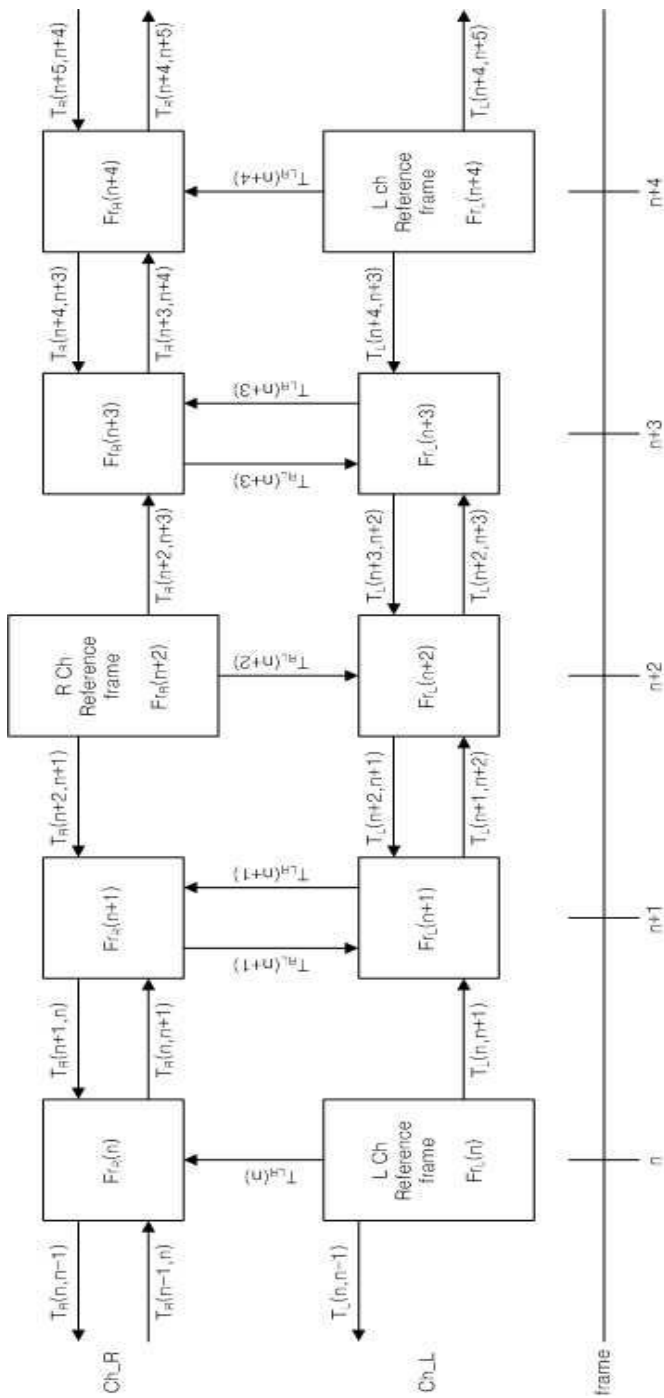 Ch_R
T_R(n,n-1)
T_R(n-1,n)
Fr_R(n)
T_R(n+1,n)
T_R(n,n+1)
Fr_R(n+1)
T_R(n+2,n+1)
R Ch
Reference
frame
Fr_R(n+2)
T_R(n+2,n+3)
Fr_R(n+3)
T_R(n+4,n+3)
T_R(n+3,n+4)
Fr_R(n+4)
T_R(n+5,n+4)
T_R(n+4,n+5)
T_LR(n)
T_RL(n+1)
T_LR(n+1)
T_RL(n+2)
T_RL(n+3)
T_LR(n+3)
T_LR(n+4)
Ch_L
T_L(n,n-1)
L Ch
Reference
frame
Fr_L(n)
T_L(n,n+1)
Fr_L(n+1)
T_L(n+2,n+1)
T_L(n+1,n+2)
Fr_L(n+2)
T_L(n+3,n+2)
T_L(n+2,n+3)
Fr_L(n+3)
T_L(n+4,n+3)
L ch
Reference
frame
Fr_L(n+4)
T_L(n+4,n+5)
frame
n
n+1
n+2
n+3
n+4